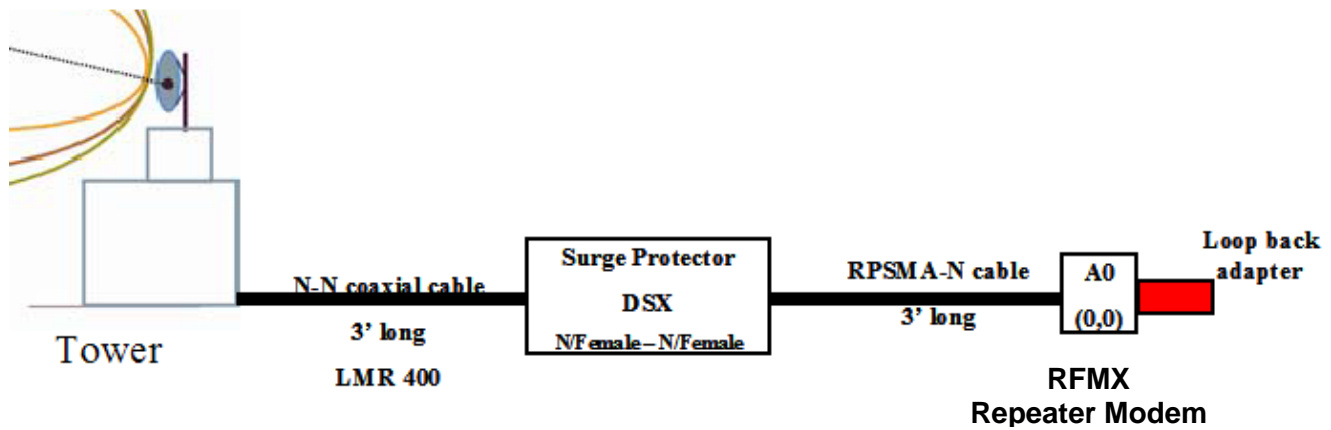 Tower
N-N coaxial cable
3’ long
LMR 400
Surge Protector
DSX
N/Female – N/Female
RPSMA-N cable
3’ long
A0
(0,0)
Loop back
adapter
RFMX
Repeater Modem